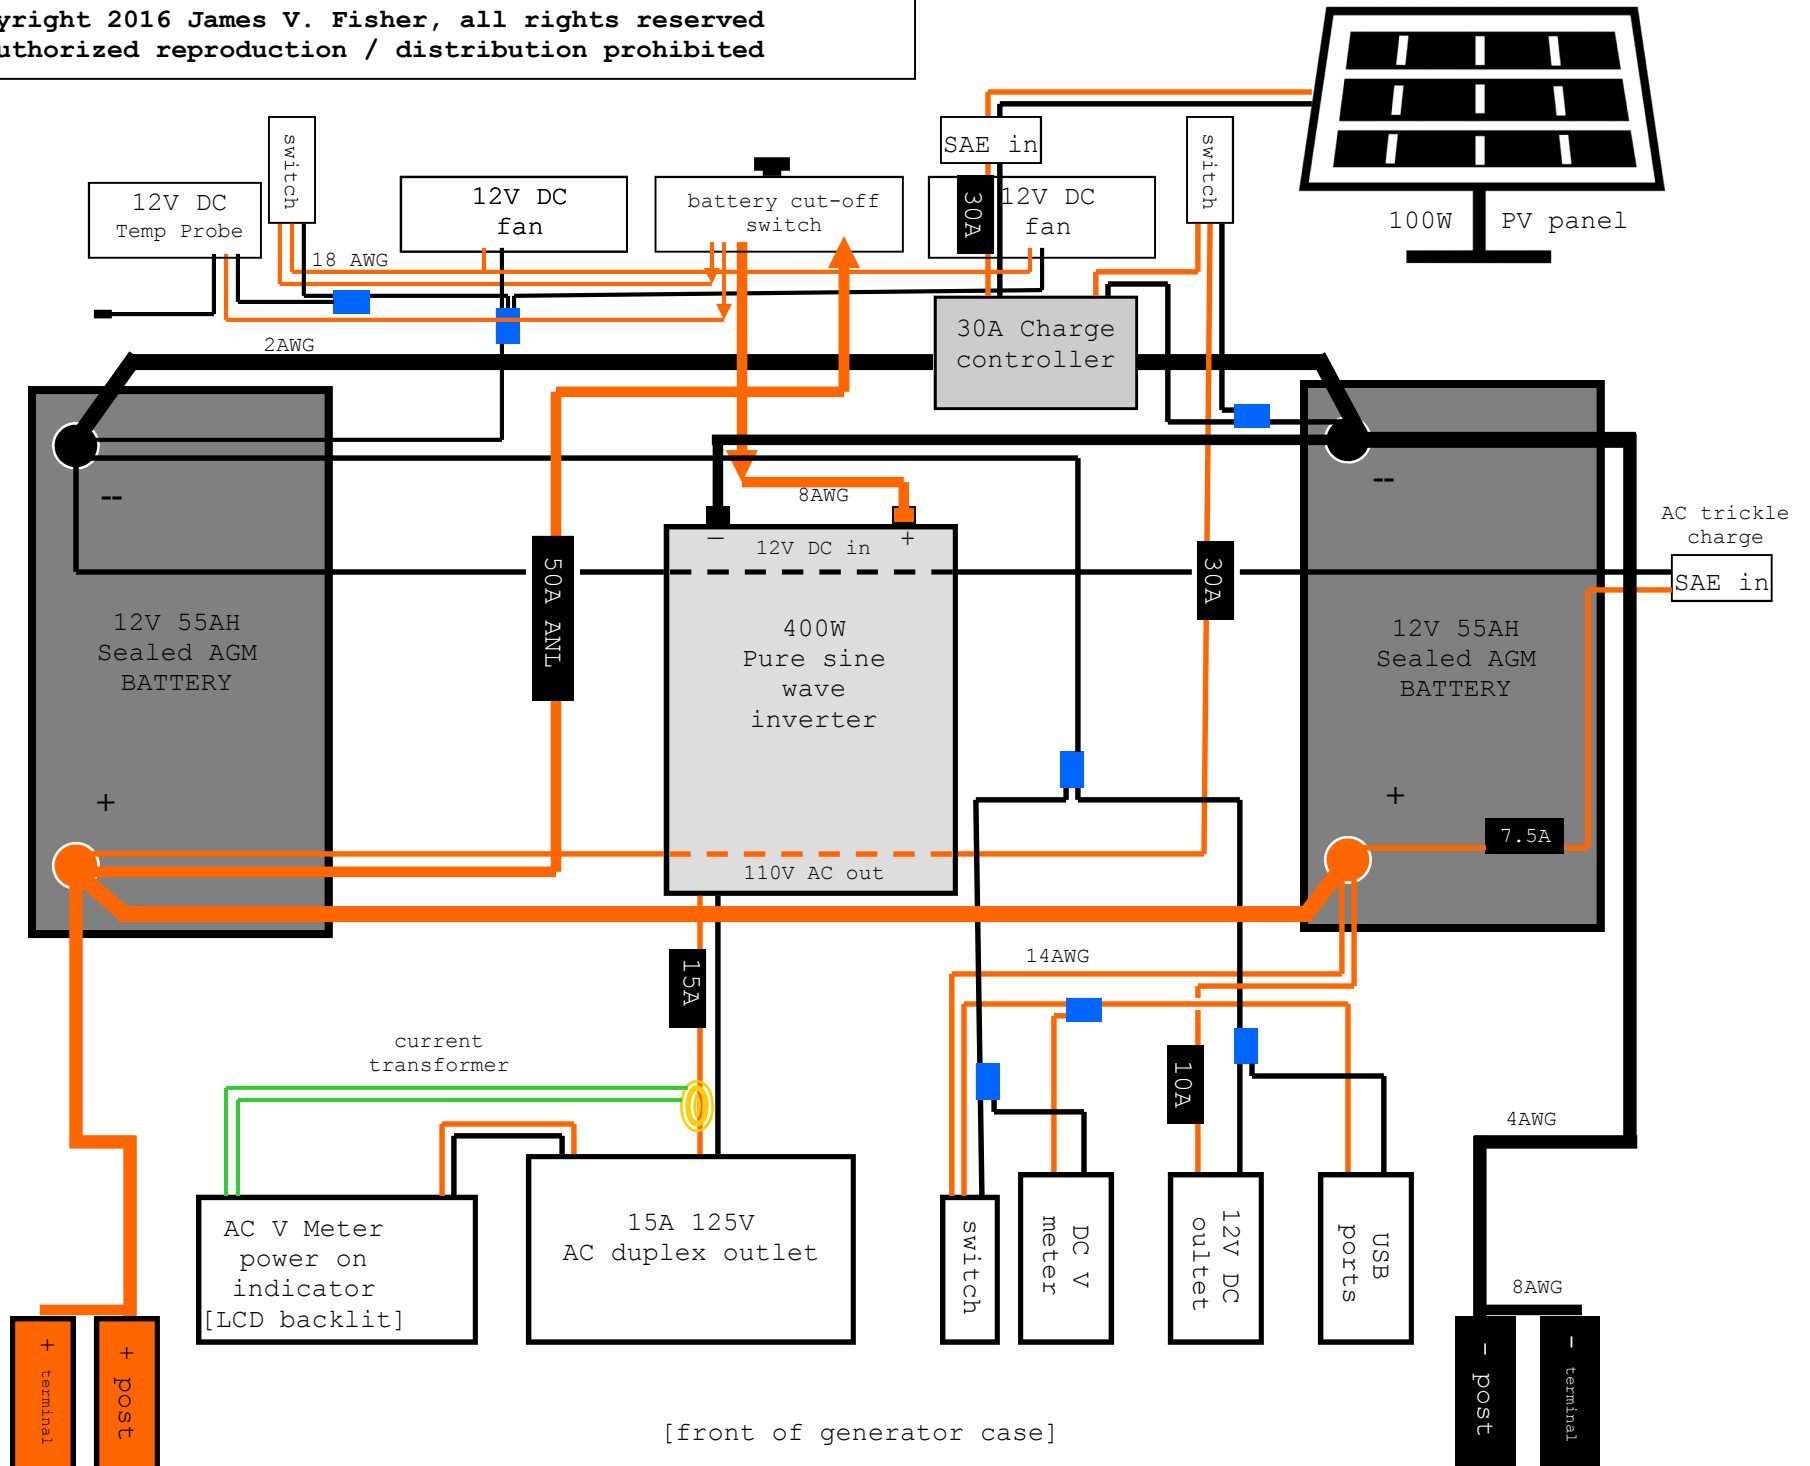 yright 2016 James V. Fisher, all rights reserved
uthorized reproduction / distribution prohibited
switch
SAE in
switch
12V DC
Temp Probe
12V DC
fan
battery cut-off
switch
30A
12V DC
fan
100W PV panel
18 AWG
30A Charge
controller
2AWG
--
--
8AWG
AC trickle
charge
SAE in
–
+
12V DC in
50A ANL
30A
12V 55AH
Sealed AGM
BATTERY
400W
Pure sine
wave
inverter
12V 55AH
Sealed AGM
BATTERY
+
+
7.5A
110V AC out
15A
14AWG
current
transformer
10A
4AWG
AC V Meter
power on
indicator
[LCD backlit]
15A 125V
AC duplex outlet
switch
DC V
meter
12V DC
oultet
USB
ports
8AWG
+ terminal
+ post
– post
– terminal
[front of generator case]